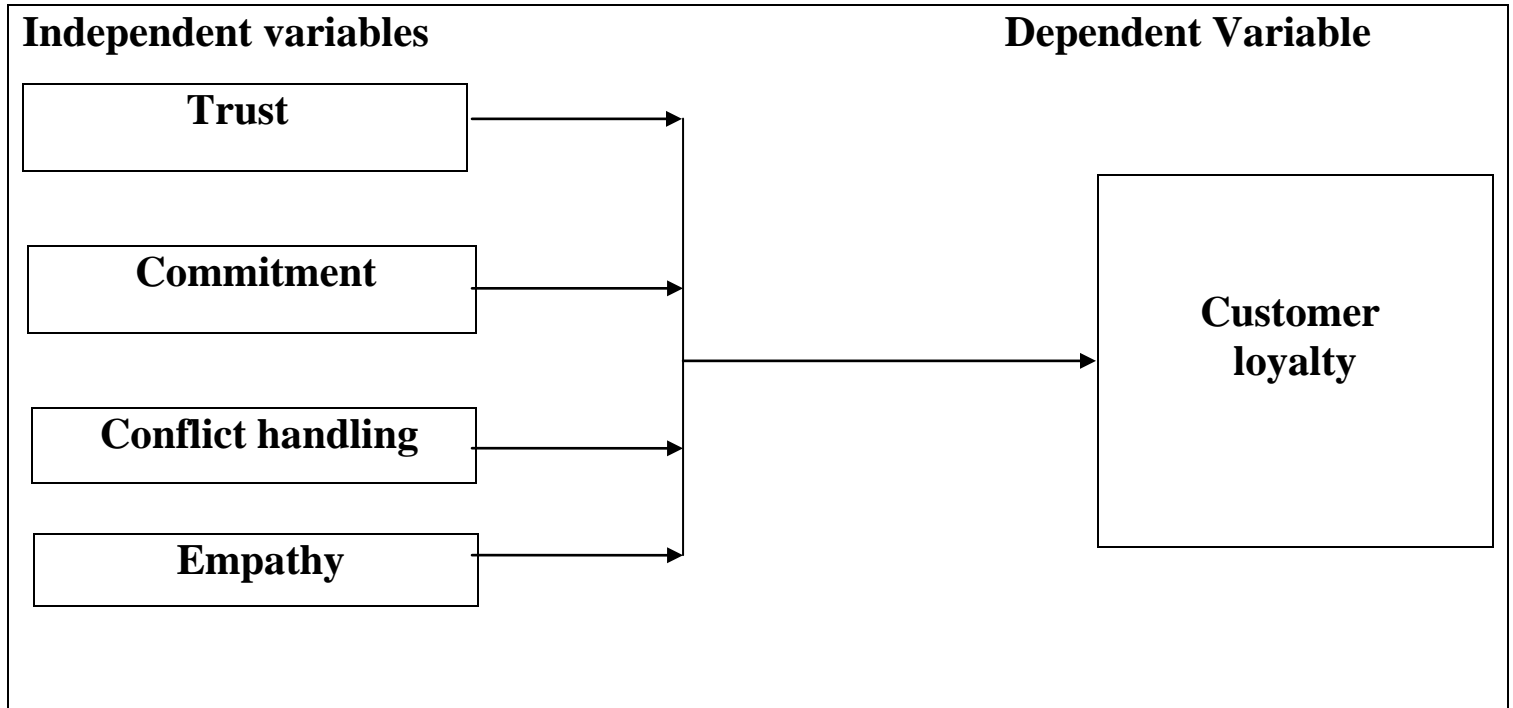 Independent variables
Dependent Variable
Trust
Commitment
Conflict handling
Empathy
Customer
loyalty